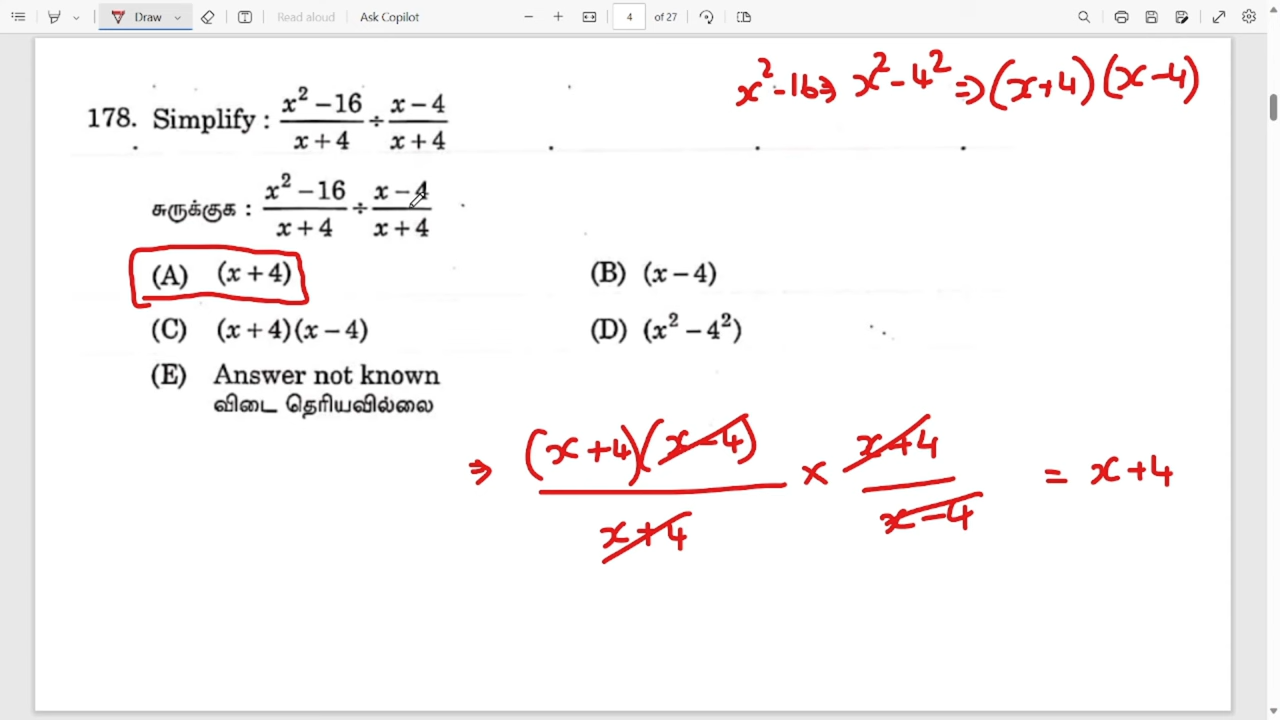 Draw Read aloud Ask Copilot 4 of 27
x² - 16 ⇒ x² - 4² ⇒ (x+4)(x-4)
178. Simplify : (x² - 16)/(x + 4) ÷ (x - 4)/(x + 4)
சுருக்குக : (x² - 16)/(x + 4) ÷ (x - 4)/(x + 4)
(A) (x + 4) (B) (x - 4)
(C) (x + 4)(x - 4) (D) (x² - 4²)
(E) Answer not known
விடை தெரியவில்லை
⇒ (x+4)(x-4)/(x+4) × (x+4)/(x-4) = x+4